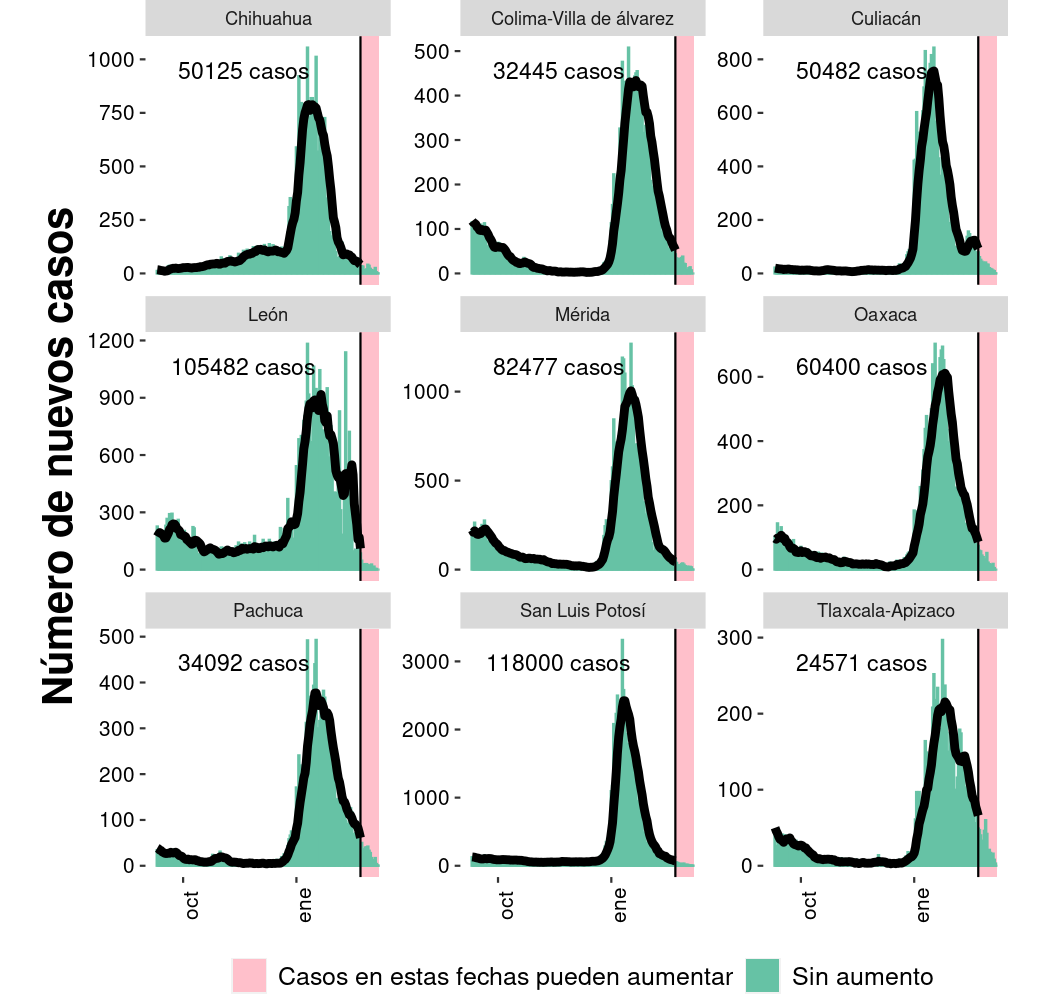 Número de nuevos casos
Chihuahua
Colima-Villa de álvarez
Culiacán
1000
750
500
250
0
50125 casos
500
400
300
200
100
0
32445 casos
800
600
400
200
0
50482 casos
León
Mérida
Oaxaca
1200
900
600
300
0
105482 casos
1000
500
0
82477 casos
600
400
200
0
60400 casos
Pachuca
San Luis Potosí
Tlaxcala-Apizaco
500
400
300
200
100
0
34092 casos
3000
2000
1000
0
118000 casos
300
200
100
0
24571 casos
oct
ene
oct
ene
oct
ene
Casos en estas fechas pueden aumentar
Sin aumento